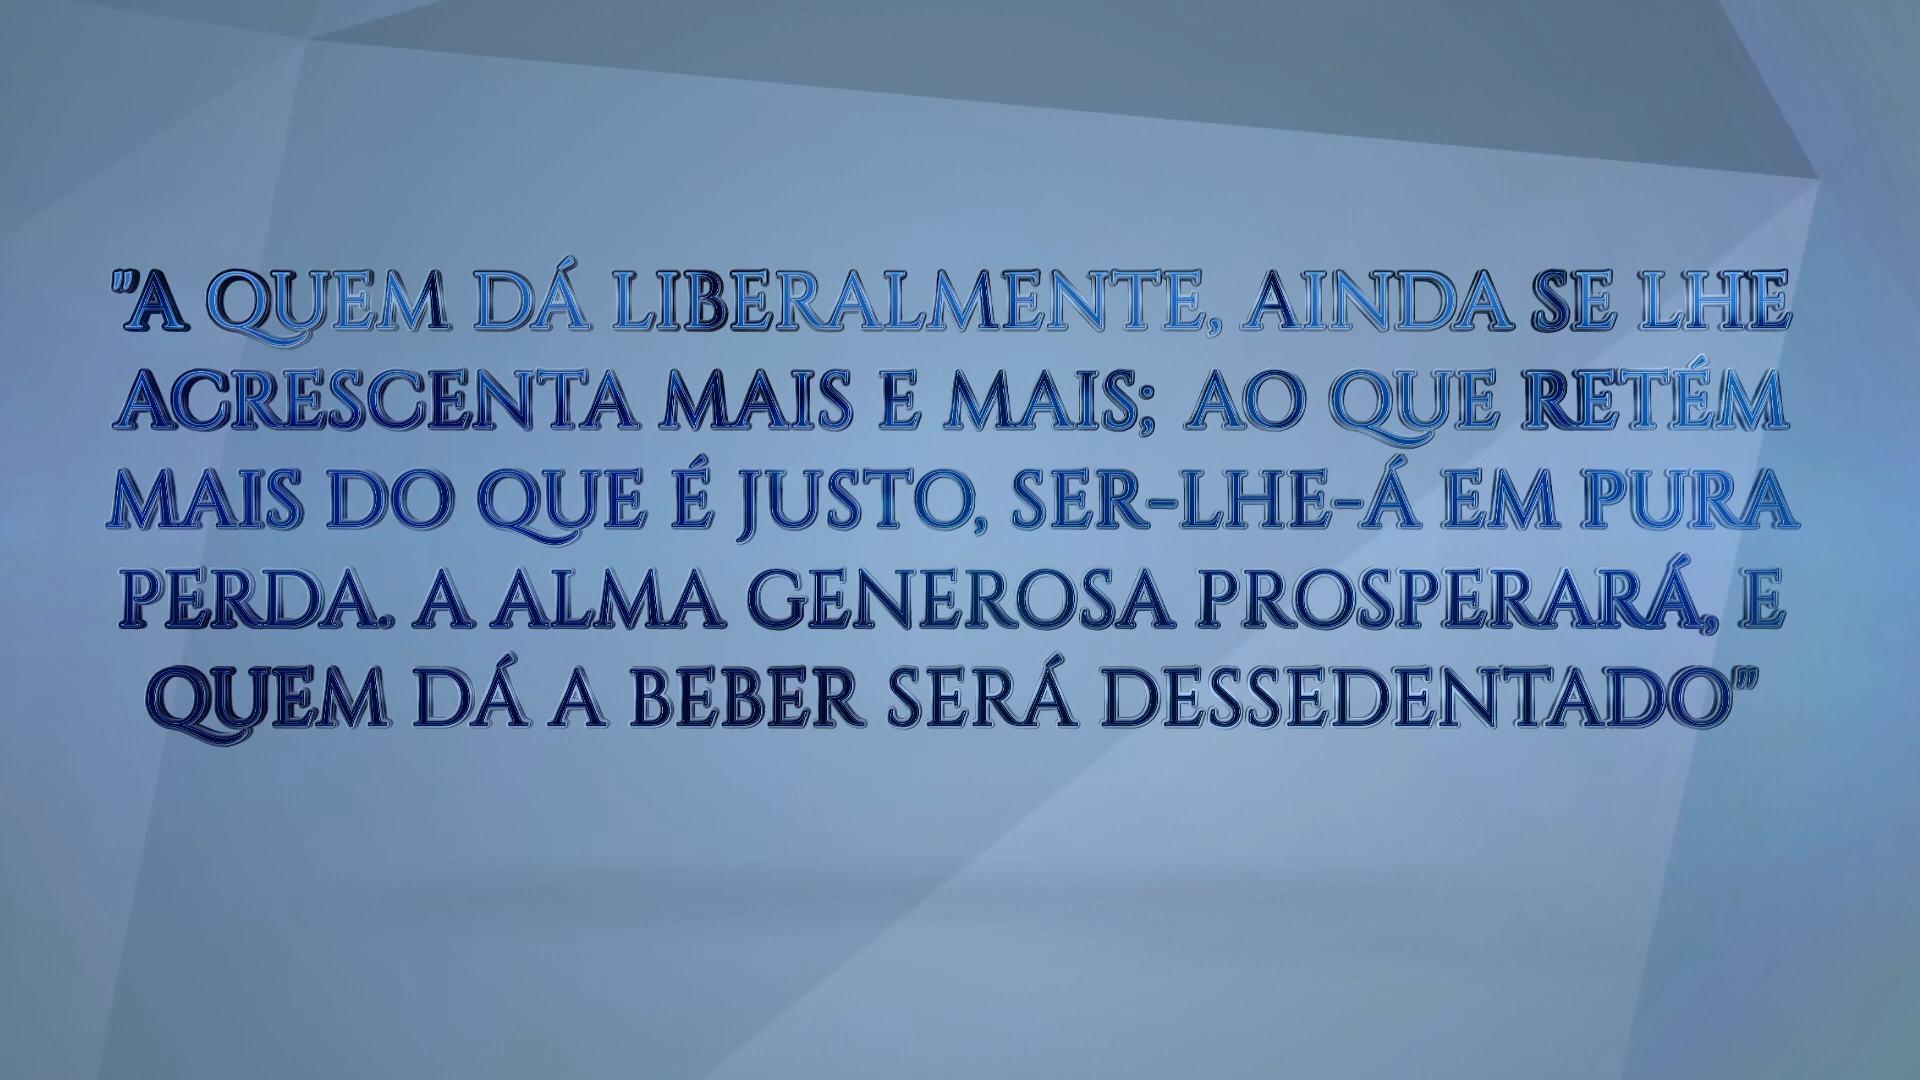 "A QUEM DÁ LIBERALMENTE, AINDA SE LHE
ACRESCENTA MAIS E MAIS; AO QUE RETÉM
MAIS DO QUE É JUSTO, SER-LHE-Á EM PURA
PERDA. A ALMA GENEROSA PROSPERARÁ, E
QUEM DÁ A BEBER SERÁ DESSEDENTADO"